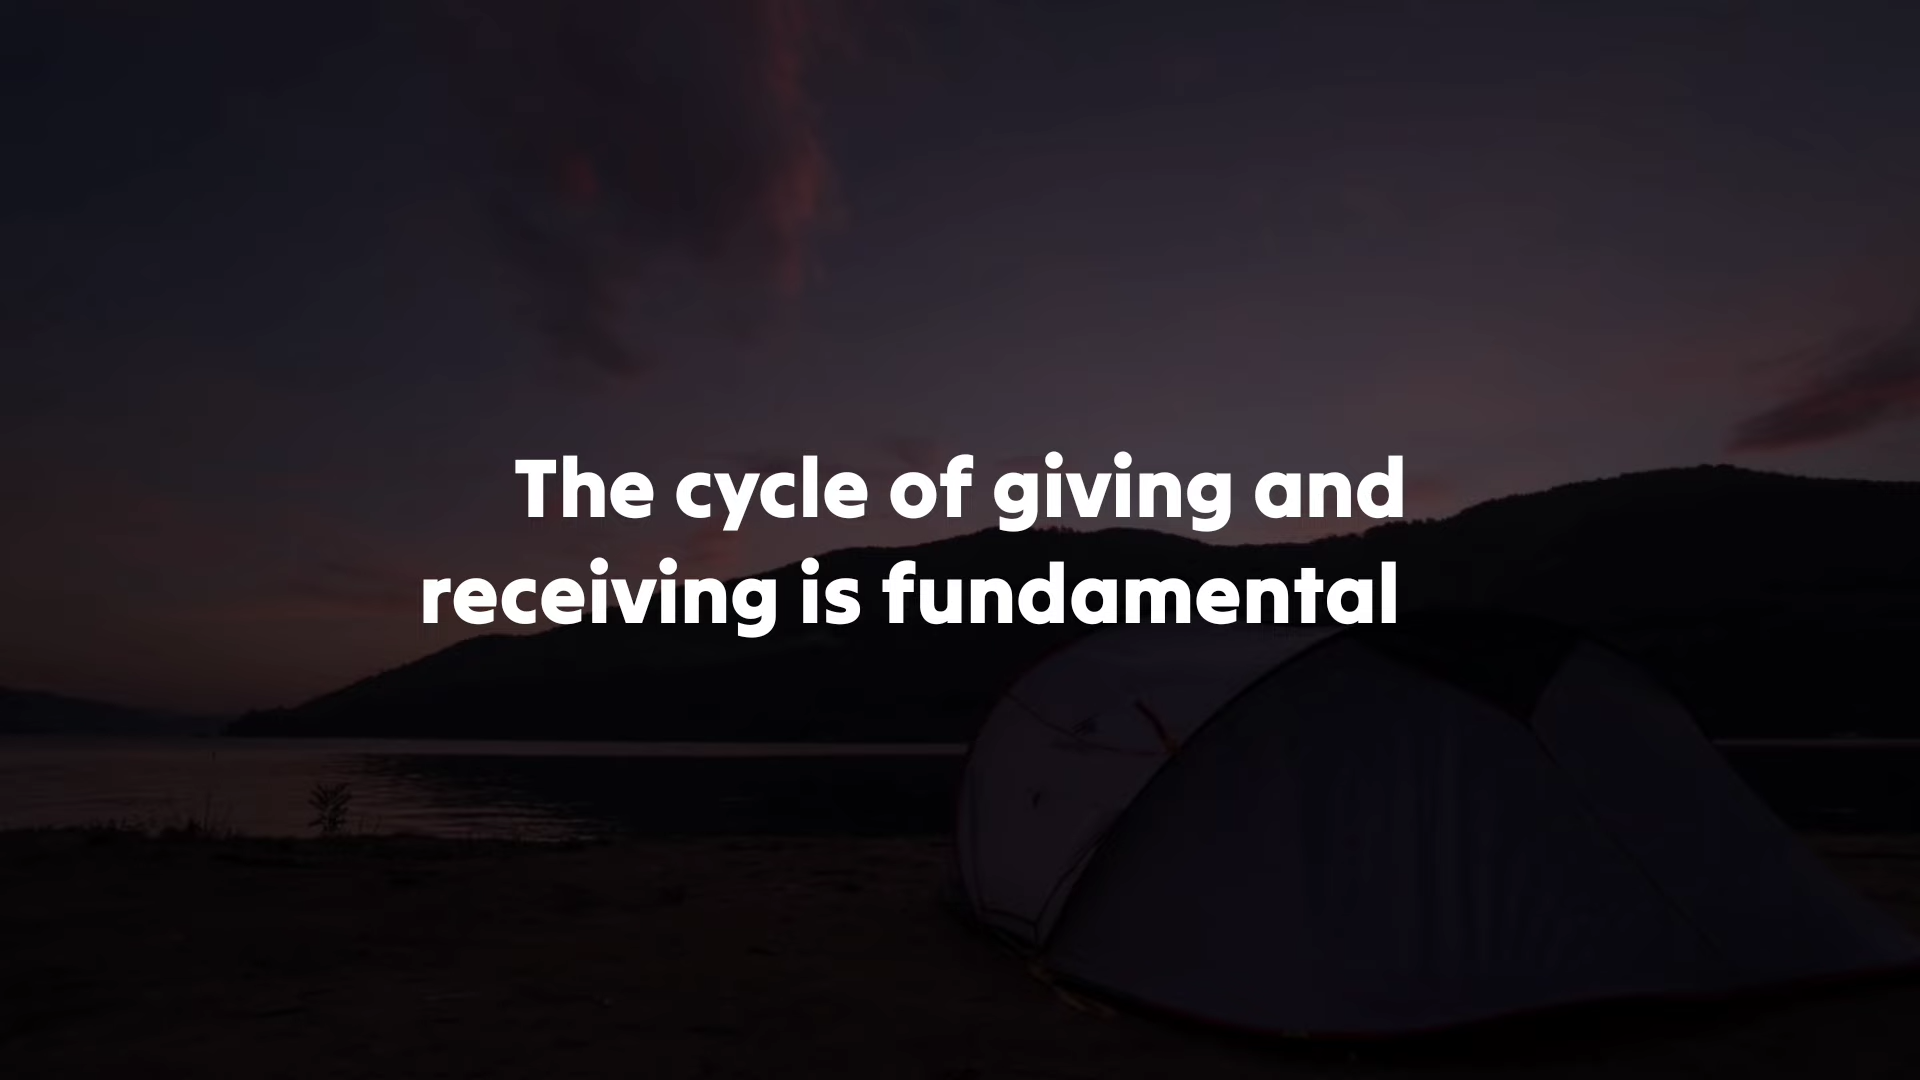 The cycle of giving and
receiving is fundamental